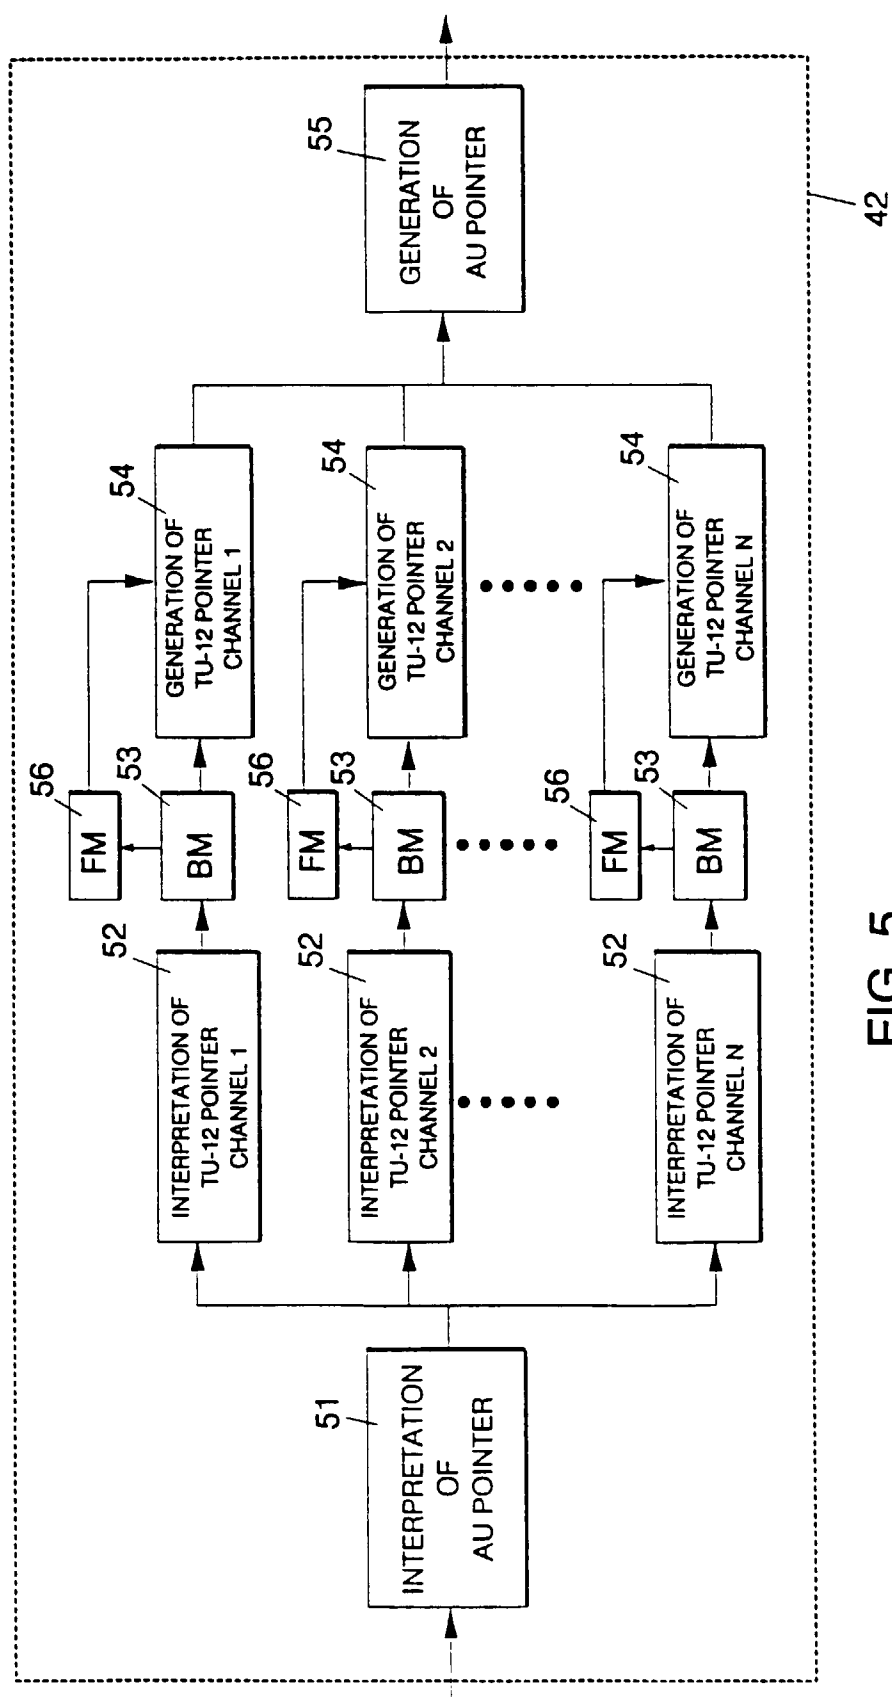 51
INTERPRETATION
OF
AU POINTER
52
INTERPRETATION OF
TU-12 POINTER
CHANNEL 1
56
FM
53
BM
54
GENERATION OF
TU-12 POINTER
CHANNEL 1
52
INTERPRETATION OF
TU-12 POINTER
CHANNEL 2
56
FM
53
BM
54
GENERATION OF
TU-12 POINTER
CHANNEL 2
52
INTERPRETATION OF
TU-12 POINTER
CHANNEL N
56
FM
53
BM
54
GENERATION OF
TU-12 POINTER
CHANNEL N
55
GENERATION
OF
AU POINTER
42
FIG. 5